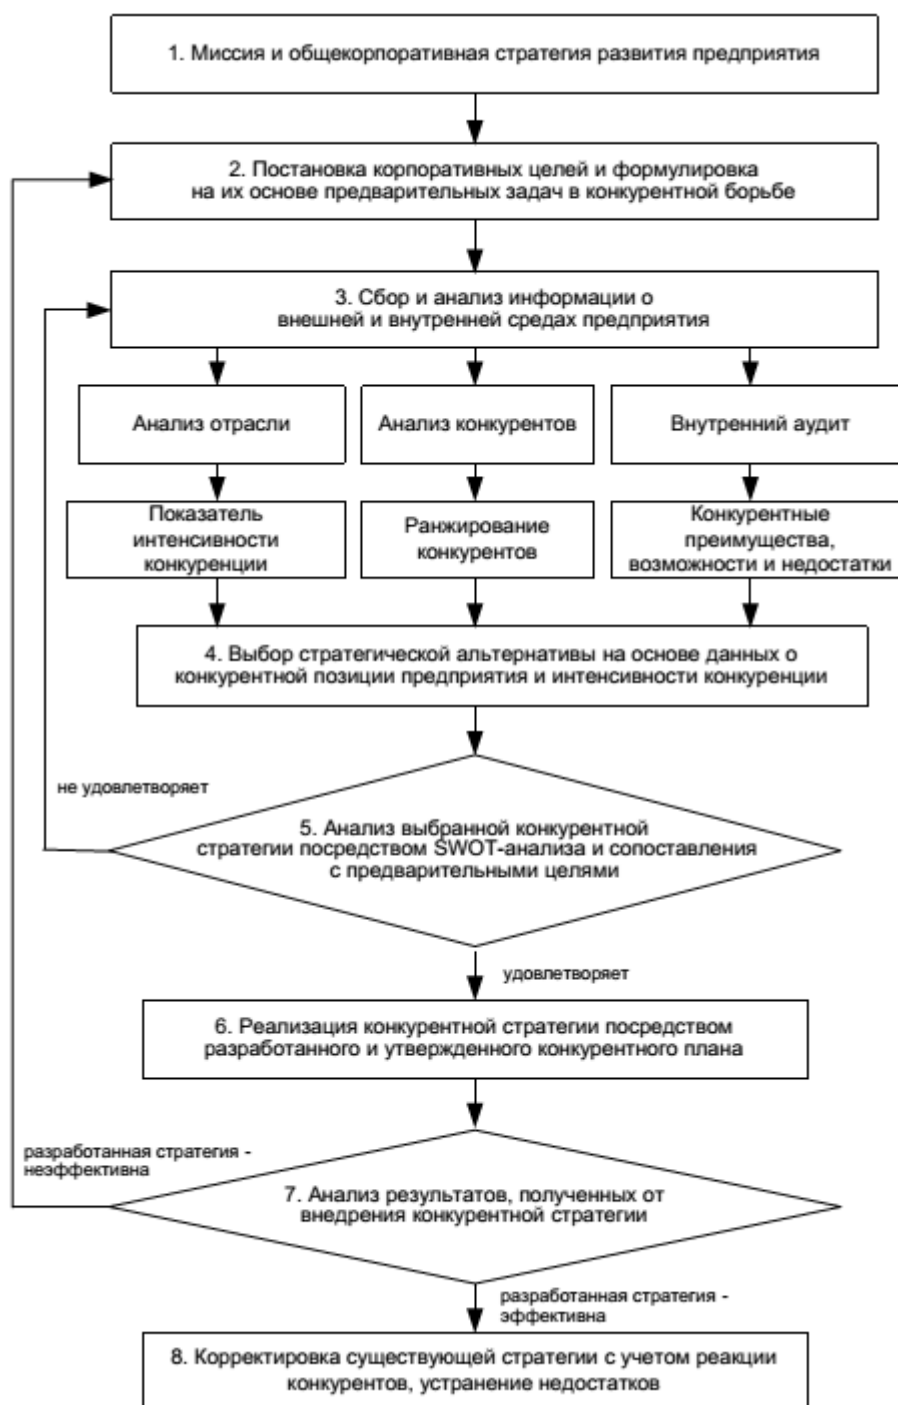 1. Миссия и общекорпоративная стратегия развития предприятия
2. Постановка корпоративных целей и формулировка
на их основе предварительных задач в конкурентной борьбе
3. Сбор и анализ информации о
внешней и внутренней средах предприятия
Анализ отрасли
Анализ конкурентов
Внутренний аудит
Показатель
интенсивности
конкуренции
Ранжирование
конкурентов
Конкурентные
преимущества,
возможности и недостатки
4. Выбор стратегической альтернативы на основе данных о
конкурентной позиции предприятия и интенсивности конкуренции
не удовлетворяет
5. Анализ выбранной конкурентной
стратегии посредством SWOT-анализа и сопоставления
с предварительными целями
удовлетворяет
6. Реализация конкурентной стратегии посредством
разработанного и утвержденного конкурентного плана
разработанная стратегия -
неэффективна
7. Анализ результатов, полученных от
внедрения конкурентной стратегии
разработанная стратегия -
эффективна
8. Корректировка существующей стратегии с учетом реакции
конкурентов, устранение недостатков